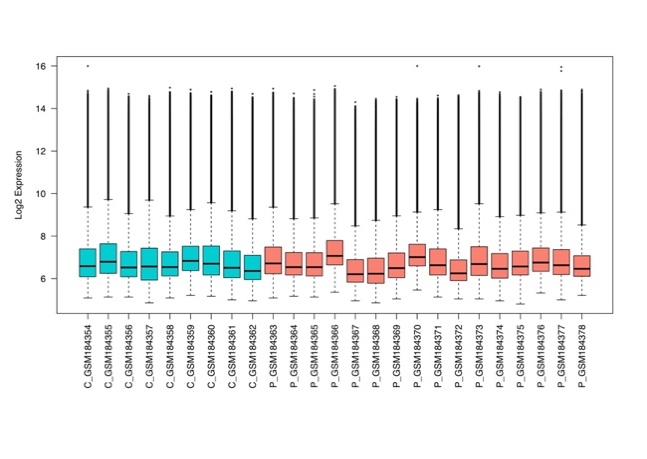 16
14
12
10
8
6
Log2 Expression
C_GSM184354
C_GSM184355
C_GSM184356
C_GSM184357
C_GSM184358
C_GSM184359
C_GSM184360
C_GSM184361
C_GSM184362
P_GSM184363
P_GSM184364
P_GSM184365
P_GSM184366
P_GSM184367
P_GSM184368
P_GSM184369
P_GSM184370
P_GSM184371
P_GSM184372
P_GSM184373
P_GSM184374
P_GSM184375
P_GSM184376
P_GSM184377
P_GSM184378